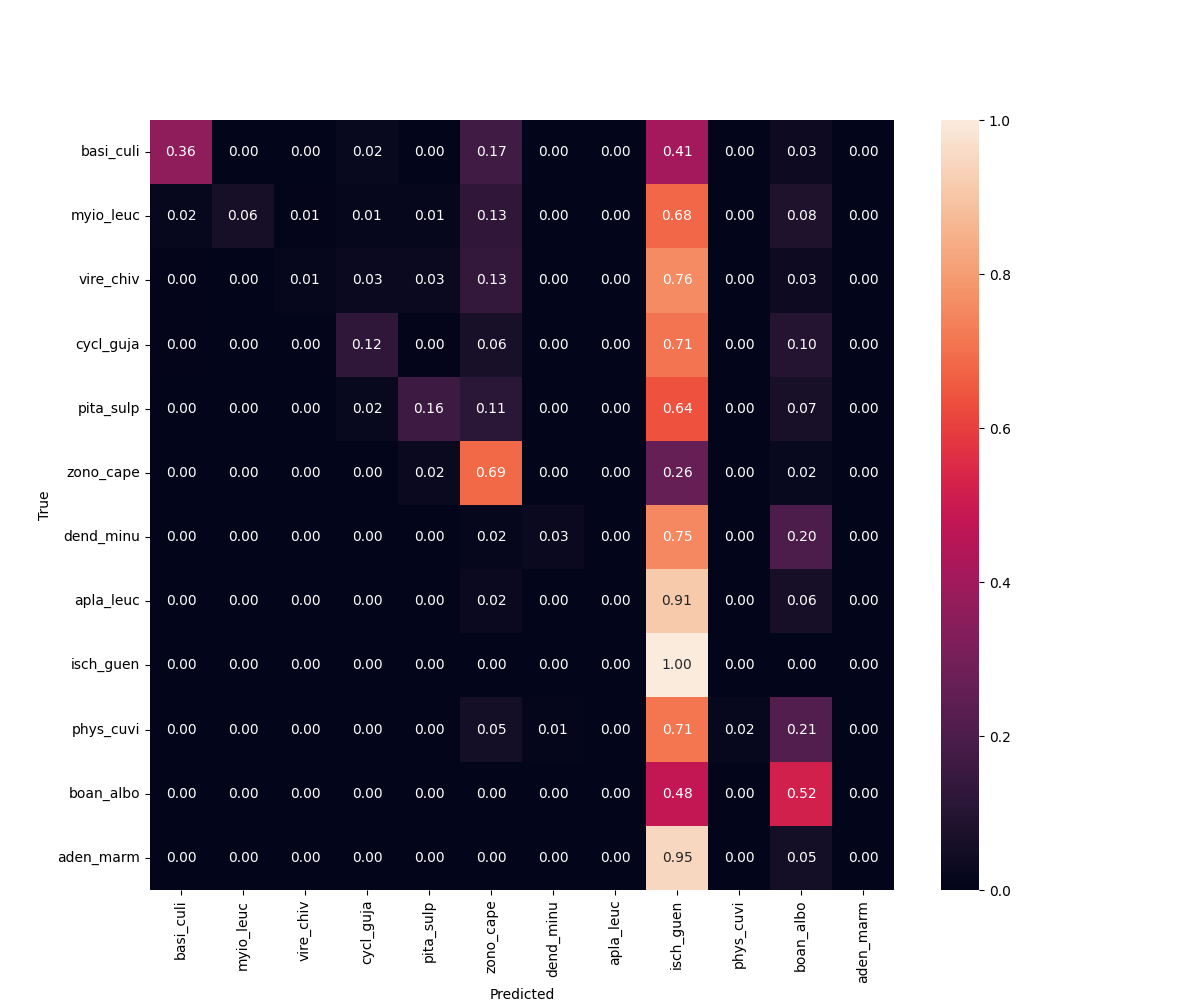 basi_culi 0.36 0.00 0.00 0.02 0.00 0.17 0.00 0.00 0.41 0.00 0.03 0.00
myio_leuc 0.02 0.06 0.01 0.01 0.01 0.13 0.00 0.00 0.68 0.00 0.08 0.00
vire_chiv 0.00 0.00 0.01 0.03 0.03 0.13 0.00 0.00 0.76 0.00 0.03 0.00
cycl_guja 0.00 0.00 0.00 0.12 0.00 0.06 0.00 0.00 0.71 0.00 0.10 0.00
pita_sulp 0.00 0.00 0.00 0.02 0.16 0.11 0.00 0.00 0.64 0.00 0.07 0.00
zono_cape 0.00 0.00 0.00 0.00 0.02 0.69 0.00 0.00 0.26 0.00 0.02 0.00
dend_minu 0.00 0.00 0.00 0.00 0.00 0.02 0.03 0.00 0.75 0.00 0.20 0.00
apla_leuc 0.00 0.00 0.00 0.00 0.00 0.02 0.00 0.00 0.91 0.00 0.06 0.00
isch_guen 0.00 0.00 0.00 0.00 0.00 0.00 0.00 0.00 1.00 0.00 0.00 0.00
phys_cuvi 0.00 0.00 0.00 0.00 0.00 0.05 0.01 0.00 0.71 0.02 0.21 0.00
boan_albo 0.00 0.00 0.00 0.00 0.00 0.00 0.00 0.00 0.48 0.00 0.52 0.00
aden_marm 0.00 0.00 0.00 0.00 0.00 0.00 0.00 0.00 0.95 0.00 0.05 0.00
True
basi_culi myio_leuc vire_chiv cycl_guja pita_sulp zono_cape dend_minu apla_leuc isch_guen phys_cuvi boan_albo aden_marm
Predicted
1.0
0.8
0.6
0.4
0.2
0.0